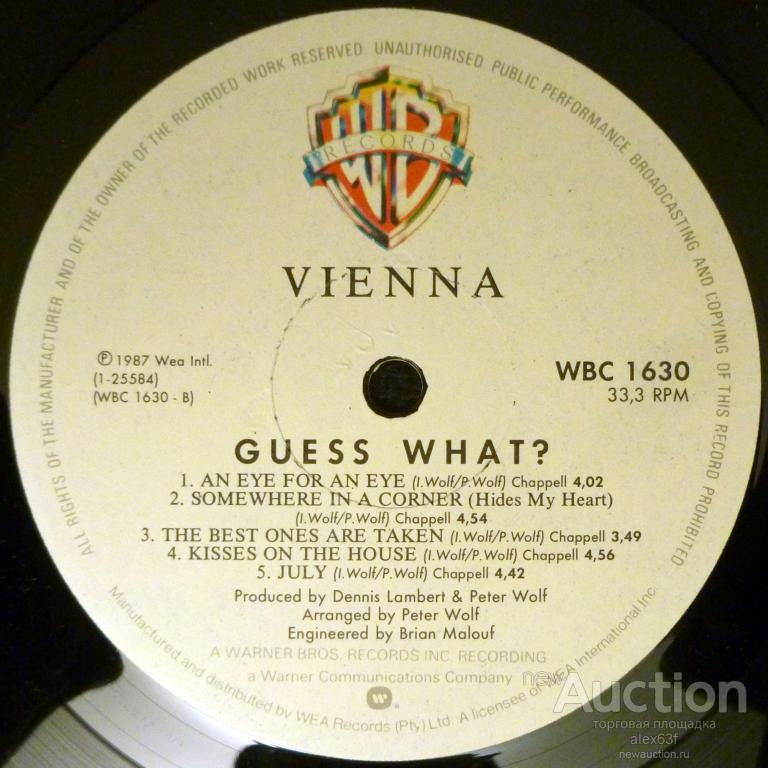 ALL RIGHTS OF THE MANUFACTURER AND OF THE OWNER OF THE RECORDED WORK RESERVED. UNAUTHORISED PUBLIC PERFORMANCE BROADCASTING AND COPYING OF THIS RECORD PROHIBITED
WB
RECORDS
VIENNA
℗ 1987 Wea Intl.
(1-25584)
(WBC 1630 - B)
WBC 1630
33,3 RPM
GUESS WHAT?
1. AN EYE FOR AN EYE (I.Wolf/P.Wolf) Chappell 4,02
2. SOMEWHERE IN A CORNER (Hides My Heart)
(I.Wolf/P.Wolf) Chappell 4,54
3. THE BEST ONES ARE TAKEN (I.Wolf/P.Wolf) Chappell 3,49
4. KISSES ON THE HOUSE (I.Wolf/P.Wolf) Chappell 4,56
5. JULY (I.Wolf/P.Wolf) Chappell 4,42
Produced by Dennis Lambert & Peter Wolf
Arranged by Peter Wolf
Engineered by Brian Malouf
A WARNER BROS. RECORDS INC. RECORDING
a Warner Communications Company
Manufactured and distributed by WEA Records (Pty) Ltd. A licensee of WEA International Inc.
newAuction
торговая площадка
alex63f
newauction.ru